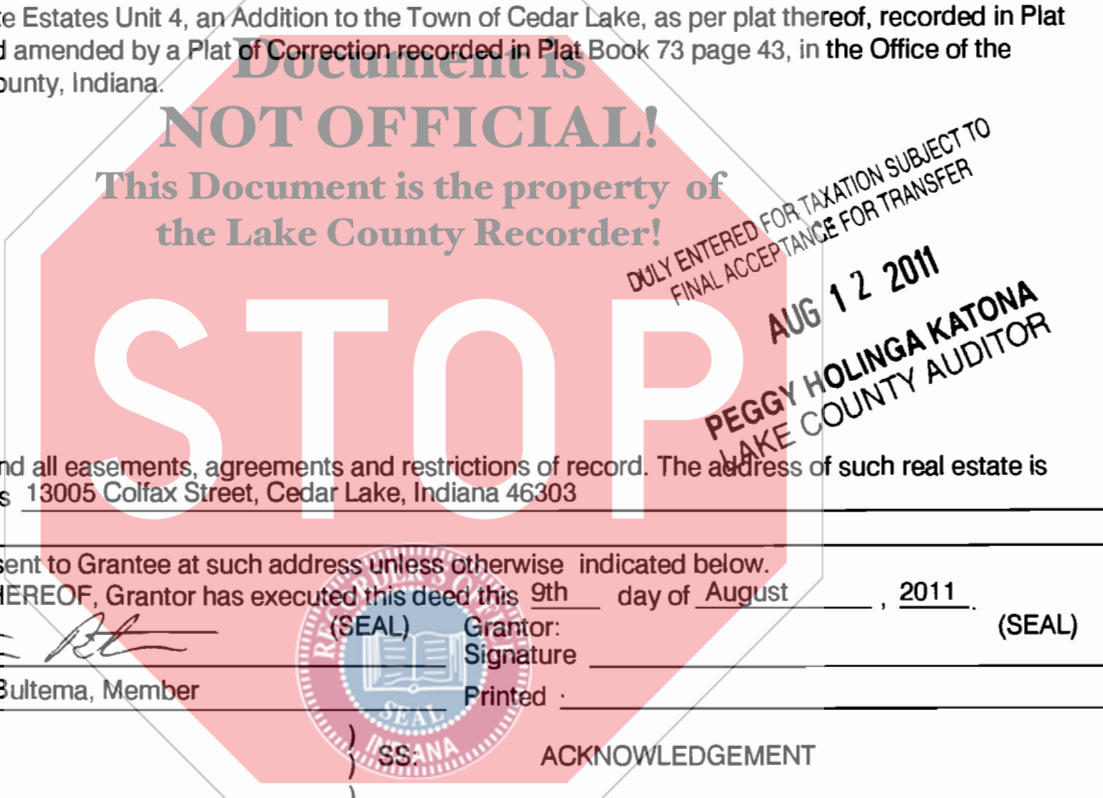 e Estates Unit 4, an Addition to the Town of Cedar Lake, as per plat thereof, recorded in Plat
d amended by a Plat of Correction recorded in Plat Book 73 page 43, in the Office of the
ounty, Indiana.
Document is
NOT OFFICIAL!
This Document is the property of
the Lake County Recorder!
DULY ENTERED FOR TAXATION SUBJECT TO
FINAL ACCEPTANCE FOR TRANSFER
AUG 12 2011
PEGGY HOLINGA KATONA
LAKE COUNTY AUDITOR
STOP
nd all easements, agreements and restrictions of record. The address of such real estate is
s 13005 Colfax Street, Cedar Lake, Indiana 46303
sent to Grantee at such address unless otherwise indicated below.
HEREOF, Grantor has executed this deed this 9th day of August , 2011.
(SEAL) Grantor: (SEAL)
Signature
Bultema, Member Printed
RECORDER'S OFFICE
SEAL
INDIANA
) SS: ACKNOWLEDGEMENT
)